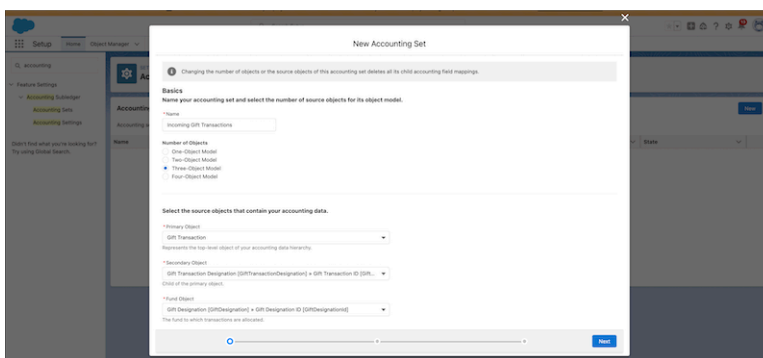 Setup
Home
Object Manager
New Accounting Set
accounting
Changing the number of objects or the source objects of this accounting set deletes all its child accounting field mappings.
Feature Settings
Accounting Subledger
Accounting Sets
Accounting Settings
Didn't find what you're looking for?
Try using Global Search.
Basics
Name your accounting set and select the number of source objects for its object model.
* Name
Incoming Gift Transactions
Number of Objects
One-Object Model
Two-Object Model
Three-Object Model
Four-Object Model
New
Name
State
Select the source objects that contain your accounting data.
* Primary Object
Gift Transaction
Represents the top-level object of your accounting data hierarchy.
* Secondary Object
Gift Transaction Designation [GiftTransactionDesignation] • Gift Transaction ID [Gift...
Child of the primary object.
* Fund Object
Gift Designation [GiftDesignation] • Gift Designation ID [GiftDesignationId]
The fund to which transactions are allocated.
Next